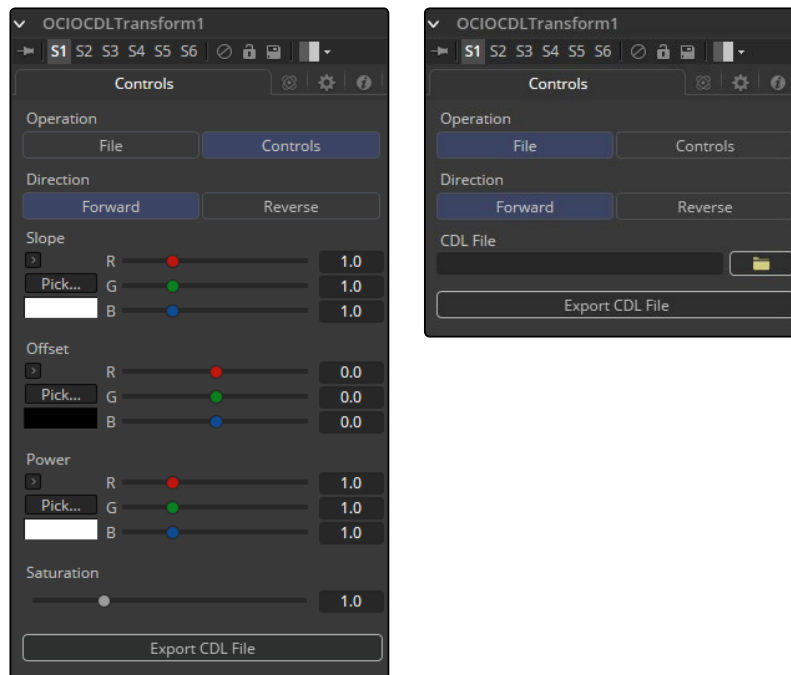 OCIOCDLTransform1
S1 S2 S3 S4 S5 S6
Controls
Operation
File Controls
Direction
Forward Reverse
Slope
R 1.0
Pick... G 1.0
B 1.0
Offset
R 0.0
Pick... G 0.0
B 0.0
Power
R 1.0
Pick... G 1.0
B 1.0
Saturation
1.0
Export CDL File
OCIOCDLTransform1
S1 S2 S3 S4 S5 S6
Controls
Operation
File Controls
Direction
Forward Reverse
CDL File
Export CDL File